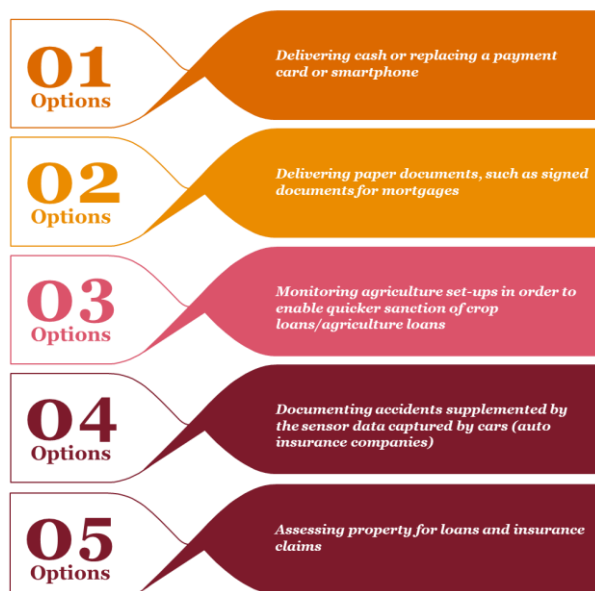 01
Options
Delivering cash or replacing a payment
card or smartphone
02
Options
Delivering paper documents, such as signed
documents for mortgages
03
Options
Monitoring agriculture set-ups in order to
enable quicker sanction of crop
loans/agriculture loans
04
Options
Documenting accidents supplemented by
the sensor data captured by cars (auto
insurance companies)
05
Options
Assessing property for loans and insurance
claims